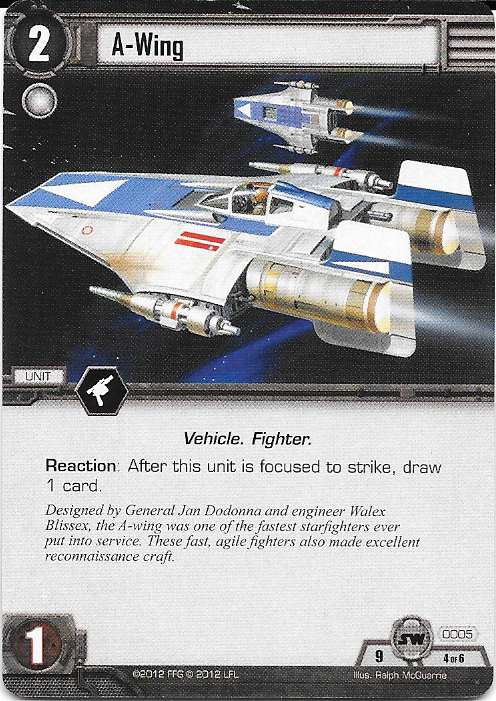 2
A-Wing
UNIT
Vehicle. Fighter.
Reaction: After this unit is focused to strike, draw
1 card.
Designed by General Jan Dodonna and engineer Walex
Blissex, the A-wing was one of the fastest starfighters ever
put into service. These fast, agile fighters also made excellent
reconnaissance craft.
1
SW
0005
9
4 OF 6
©2012 FFG © 2012 LFL
Illus. Ralph McQuarrie